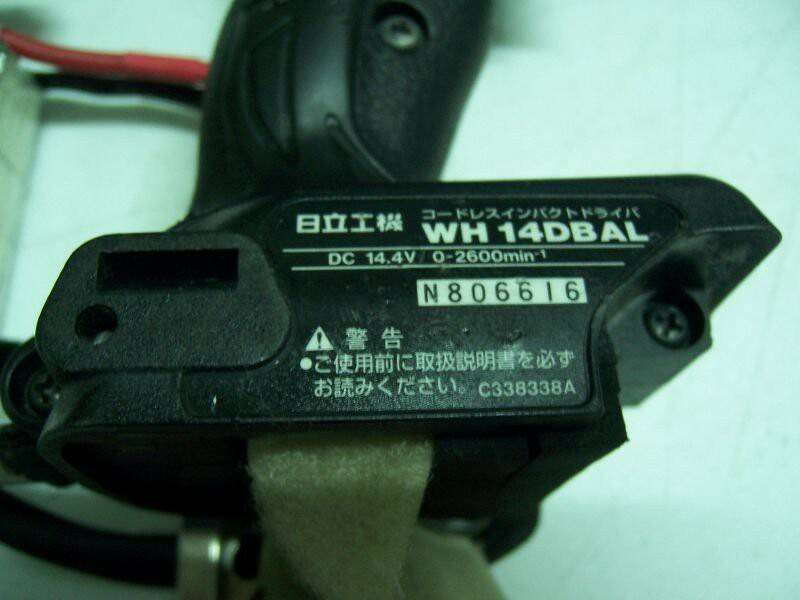 日立工機 コードレスインパクトドライバ
WH 14DBAL
DC 14.4V 0-2600min-1
N806616
警告
●ご使用前に取扱説明書を必ず
お読みください。 C338338A